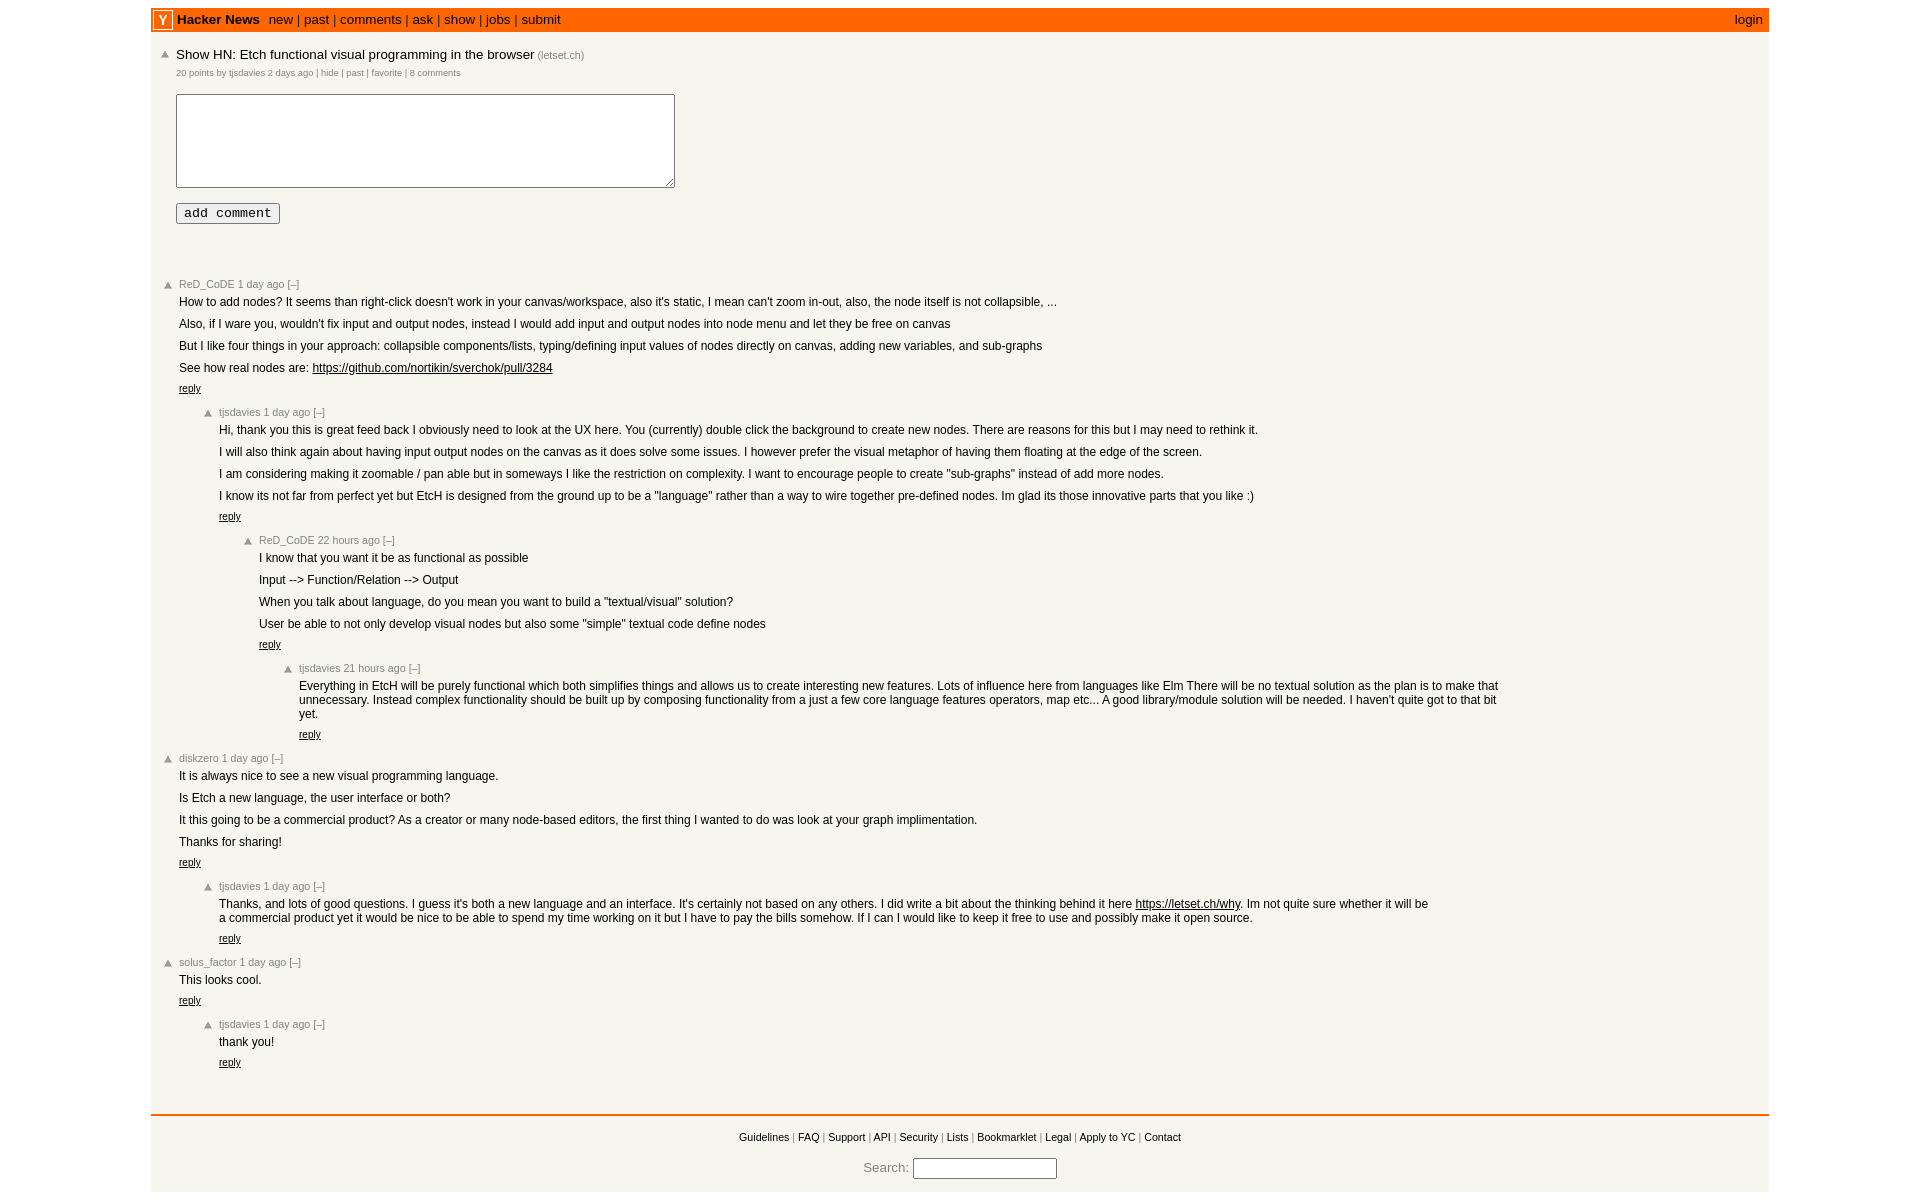 Y Hacker News new | past | comments | ask | show | jobs | submit login
Show HN: Etch functional visual programming in the browser (letset.ch)
20 points by tjsdavies 2 days ago | hide | past | favorite | 8 comments
add comment
ReD_CoDE 1 day ago [–]
How to add nodes? It seems than right-click doesn't work in your canvas/workspace, also it's static, I mean can't zoom in-out, also, the node itself is not collapsible, ...
Also, if I ware you, wouldn't fix input and output nodes, instead I would add input and output nodes into node menu and let they be free on canvas
But I like four things in your approach: collapsible components/lists, typing/defining input values of nodes directly on canvas, adding new variables, and sub-graphs
See how real nodes are: https://github.com/nortikin/sverchok/pull/3284
reply
tjsdavies 1 day ago [–]
Hi, thank you this is great feed back I obviously need to look at the UX here. You (currently) double click the background to create new nodes. There are reasons for this but I may need to rethink it.
I will also think again about having input output nodes on the canvas as it does solve some issues. I however prefer the visual metaphor of having them floating at the edge of the screen.
I am considering making it zoomable / pan able but in someways I like the restriction on complexity. I want to encourage people to create "sub-graphs" instead of add more nodes.
I know its not far from perfect yet but EtcH is designed from the ground up to be a "language" rather than a way to wire together pre-defined nodes. Im glad its those innovative parts that you like :)
reply
ReD_CoDE 22 hours ago [–]
I know that you want it be as functional as possible
Input --> Function/Relation --> Output
When you talk about language, do you mean you want to build a "textual/visual" solution?
User be able to not only develop visual nodes but also some "simple" textual code define nodes
reply
tjsdavies 21 hours ago [–]
Everything in EtcH will be purely functional which both simplifies things and allows us to create interesting new features. Lots of influence here from languages like Elm There will be no textual solution as the plan is to make that
unnecessary. Instead complex functionality should be built up by composing functionality from a just a few core language features operators, map etc... A good library/module solution will be needed. I haven't quite got to that bit
yet.
reply
diskzero 1 day ago [–]
It is always nice to see a new visual programming language.
Is Etch a new language, the user interface or both?
It this going to be a commercial product? As a creator or many node-based editors, the first thing I wanted to do was look at your graph implimentation.
Thanks for sharing!
reply
tjsdavies 1 day ago [–]
Thanks, and lots of good questions. I guess it's both a new language and an interface. It's certainly not based on any others. I did write a bit about the thinking behind it here https://letset.ch/why. Im not quite sure whether it will be
a commercial product yet it would be nice to be able to spend my time working on it but I have to pay the bills somehow. If I can I would like to keep it free to use and possibly make it open source.
reply
solus_factor 1 day ago [–]
This looks cool.
reply
tjsdavies 1 day ago [–]
thank you!
reply
Guidelines | FAQ | Support | API | Security | Lists | Bookmarklet | Legal | Apply to YC | Contact
Search: